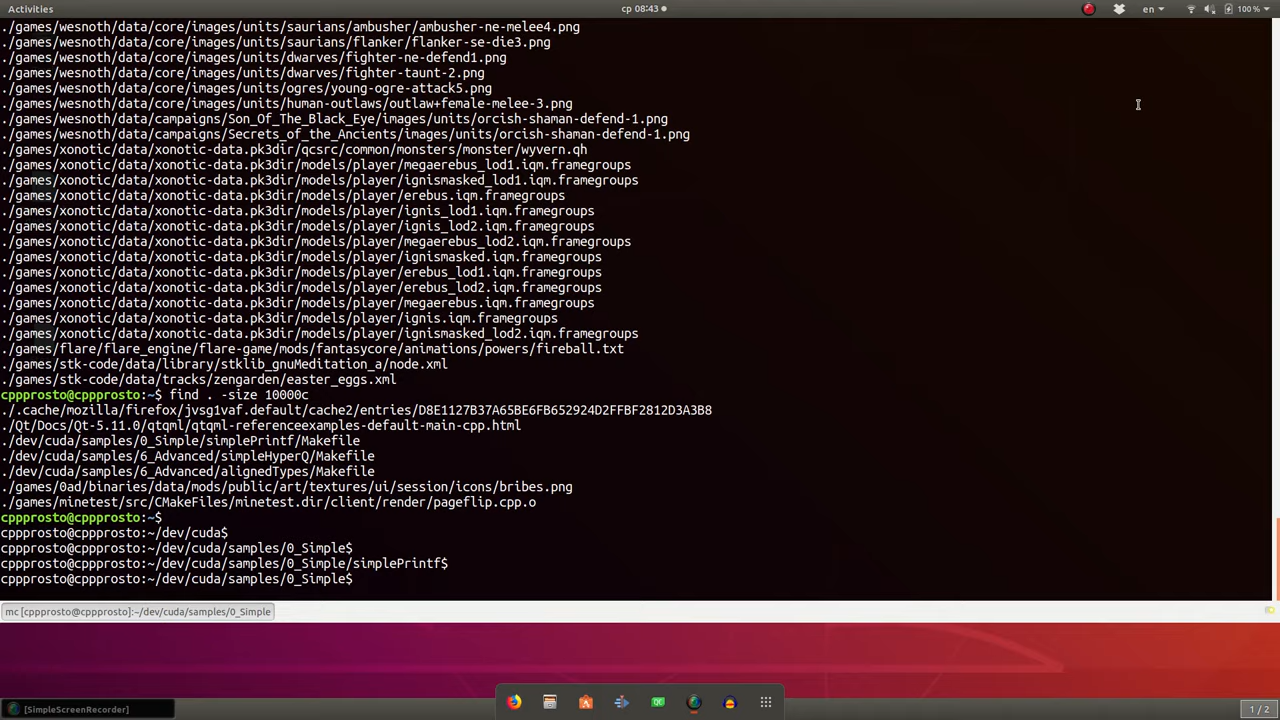 Activities
ср 08:43
en
100 %
./games/wesnoth/data/core/images/units/saurians/ambusher/ambusher-ne-melee4.png
./games/wesnoth/data/core/images/units/saurians/flanker/flanker-se-die3.png
./games/wesnoth/data/core/images/units/dwarves/fighter-ne-defend1.png
./games/wesnoth/data/core/images/units/dwarves/fighter-taunt-2.png
./games/wesnoth/data/core/images/units/ogres/young-ogre-attack5.png
./games/wesnoth/data/core/images/units/human-outlaws/outlaw+female-melee-3.png
./games/wesnoth/data/campaigns/Son_Of_The_Black_Eye/images/units/orcish-shaman-defend-1.png
./games/wesnoth/data/campaigns/Secrets_of_the_Ancients/images/units/orcish-shaman-defend-1.png
./games/xonotic/data/xonotic-data.pk3dir/qcsrc/common/monsters/monster/wyvern.qh
./games/xonotic/data/xonotic-data.pk3dir/models/player/megaerebus_lod1.iqm.framegroups
./games/xonotic/data/xonotic-data.pk3dir/models/player/ignismasked_lod1.iqm.framegroups
./games/xonotic/data/xonotic-data.pk3dir/models/player/erebus.iqm.framegroups
./games/xonotic/data/xonotic-data.pk3dir/models/player/ignis_lod1.iqm.framegroups
./games/xonotic/data/xonotic-data.pk3dir/models/player/ignis_lod2.iqm.framegroups
./games/xonotic/data/xonotic-data.pk3dir/models/player/megaerebus_lod2.iqm.framegroups
./games/xonotic/data/xonotic-data.pk3dir/models/player/ignismasked.iqm.framegroups
./games/xonotic/data/xonotic-data.pk3dir/models/player/erebus_lod1.iqm.framegroups
./games/xonotic/data/xonotic-data.pk3dir/models/player/erebus_lod2.iqm.framegroups
./games/xonotic/data/xonotic-data.pk3dir/models/player/megaerebus.iqm.framegroups
./games/xonotic/data/xonotic-data.pk3dir/models/player/ignis.iqm.framegroups
./games/xonotic/data/xonotic-data.pk3dir/models/player/ignismasked_lod2.iqm.framegroups
./games/flare/flare_engine/flare-game/mods/fantasycore/animations/powers/fireball.txt
./games/stk-code/data/library/stklib_gnuMeditation_a/node.xml
./games/stk-code/data/tracks/zengarden/easter_eggs.xml
cppprosto@cppprosto:~$ find . -size 10000c
./.cache/mozilla/firefox/jvsg1vaf.default/cache2/entries/D8E1127B37A65BE6FB652924D2FFBF2812D3A3B8
./Qt/Docs/Qt-5.11.0/qtqml/qtqml-referenceexamples-default-main-cpp.html
./dev/cuda/samples/0_Simple/simplePrintf/Makefile
./dev/cuda/samples/6_Advanced/simpleHyperQ/Makefile
./dev/cuda/samples/6_Advanced/alignedTypes/Makefile
./games/0ad/binaries/data/mods/public/art/textures/ui/session/icons/bribes.png
./games/minetest/src/CMakeFiles/minetest.dir/client/render/pageflip.cpp.o
cppprosto@cppprosto:~$
cppprosto@cppprosto:~/dev/cuda$
cppprosto@cppprosto:~/dev/cuda/samples/0_Simple$
cppprosto@cppprosto:~/dev/cuda/samples/0_Simple/simplePrintf$
cppprosto@cppprosto:~/dev/cuda/samples/0_Simple$
mc [cppprosto@cppprosto]:~/dev/cuda/samples/0_Simple
[SimpleScreenRecorder]
1 / 2